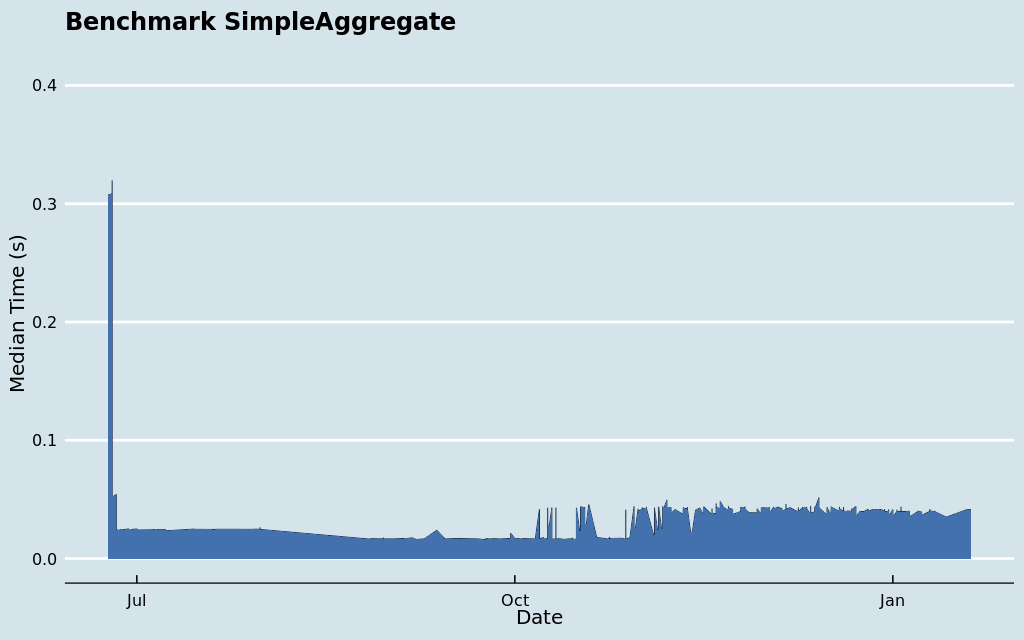 Benchmark SimpleAggregate
0.4
0.3
0.2
0.1
0.0
Median Time (s)
Jul
Oct
Jan
Date